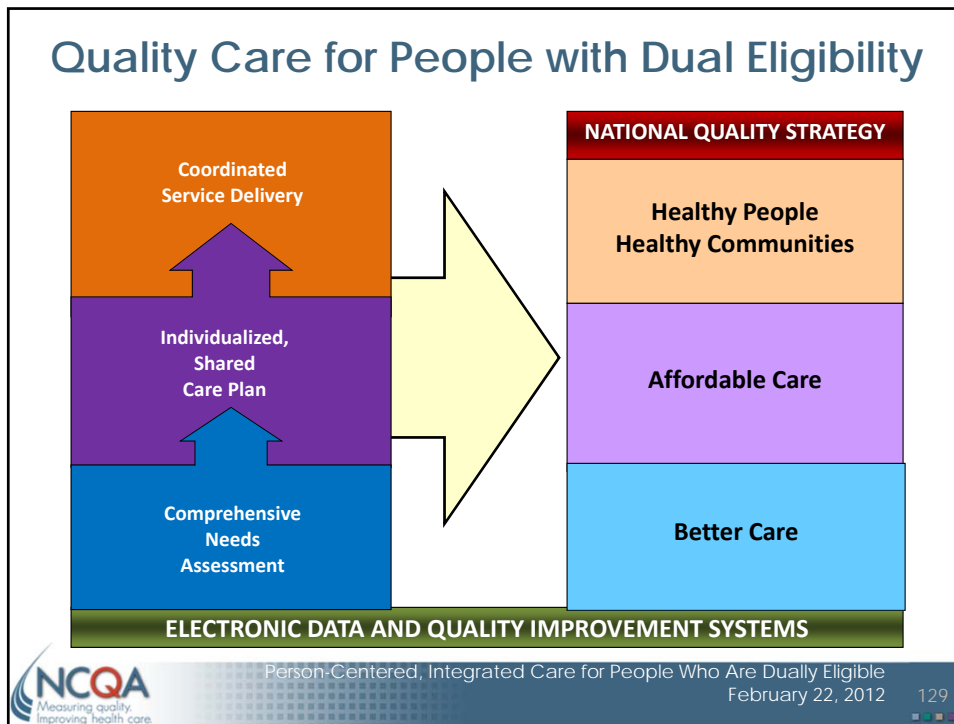 Quality Care for People with Dual Eligibility
Coordinated
Service Delivery
Individualized,
Shared
Care Plan
Comprehensive
Needs
Assessment
NATIONAL QUALITY STRATEGY
Healthy People
Healthy Communities
Affordable Care
Better Care
ELECTRONIC DATA AND QUALITY IMPROVEMENT SYSTEMS
NCQA
Measuring quality.
Improving health care.
Person-Centered, Integrated Care for People Who Are Dually Eligible
February 22, 2012
129